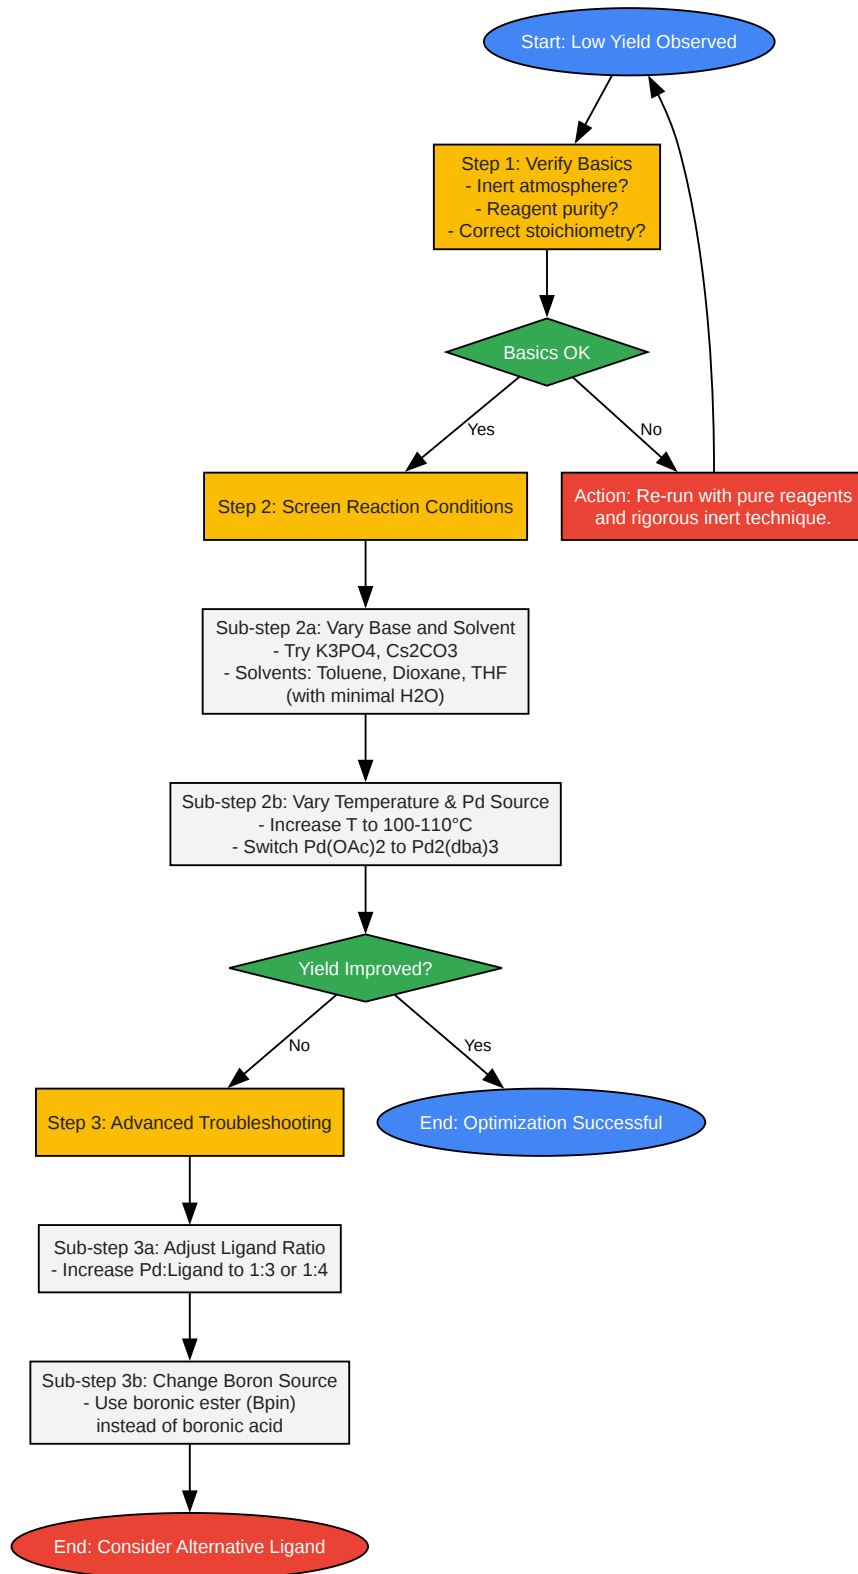 Start: Low Yield Observed
Step 1: Verify Basics
- Inert atmosphere?
- Reagent purity?
- Correct stoichiometry?
Basics OK
Yes
No
Step 2: Screen Reaction Conditions
Action: Re-run with pure reagents
and rigorous inert technique.
Sub-step 2a: Vary Base and Solvent
- Try K3PO4, Cs2CO3
- Solvents: Toluene, Dioxane, THF
(with minimal H2O)
Sub-step 2b: Vary Temperature & Pd Source
- Increase T to 100-110°C
- Switch Pd(OAc)2 to Pd2(dba)3
Yield Improved?
No
Yes
Step 3: Advanced Troubleshooting
End: Optimization Successful
Sub-step 3a: Adjust Ligand Ratio
- Increase Pd:Ligand to 1:3 or 1:4
Sub-step 3b: Change Boron Source
- Use boronic ester (Bpin)
instead of boronic acid
End: Consider Alternative Ligand